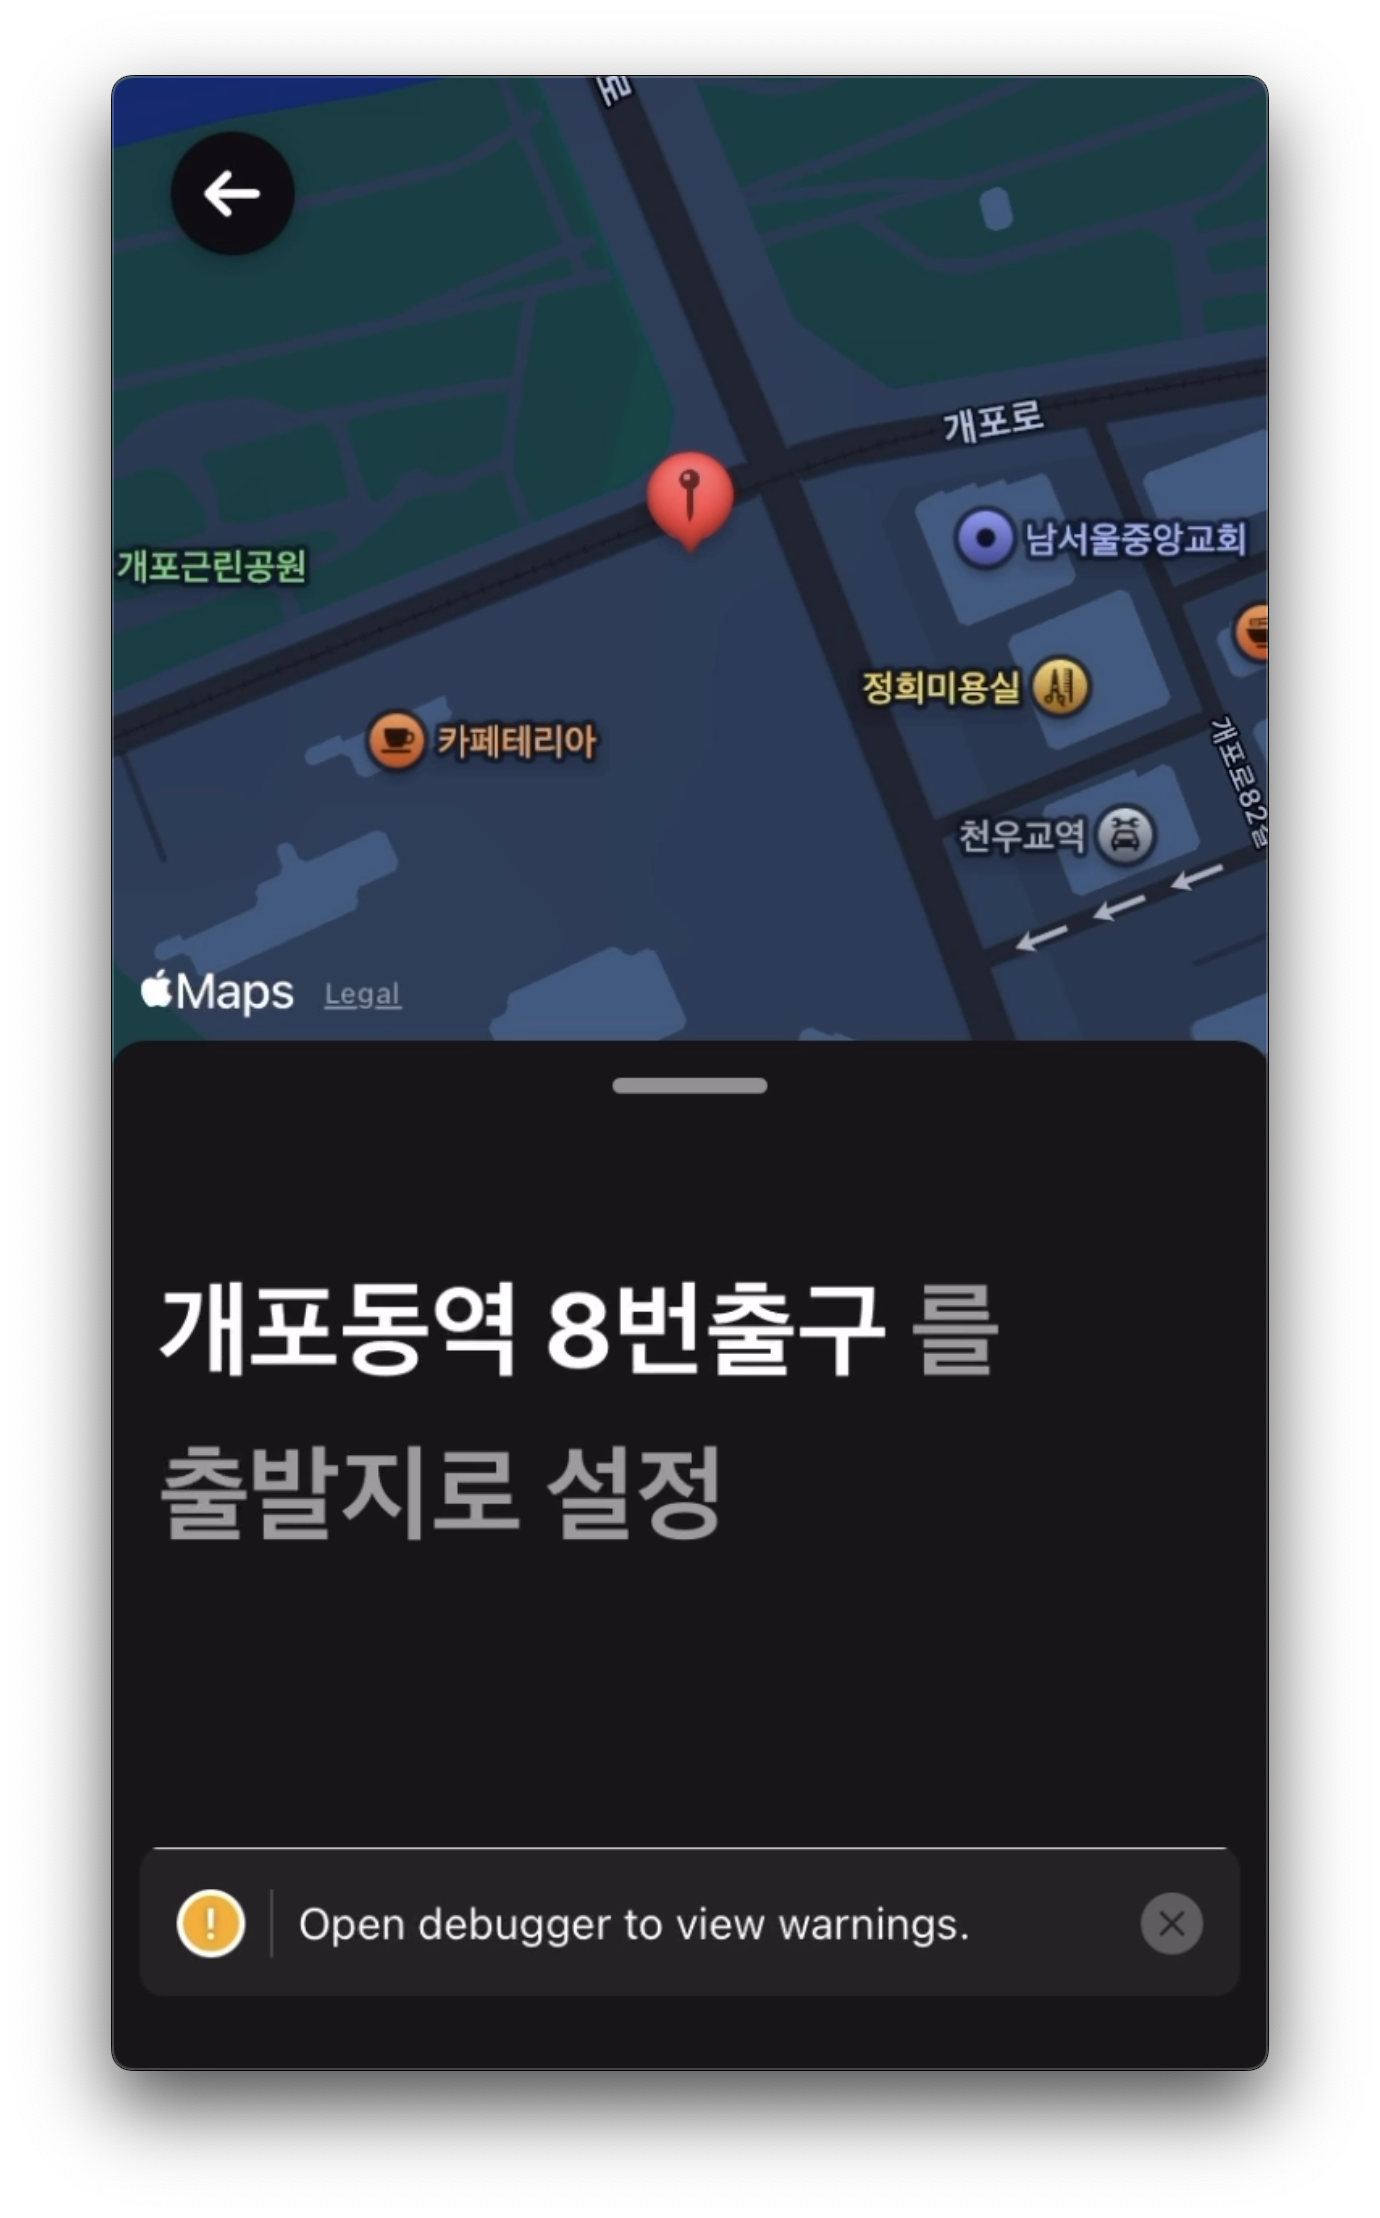 로
개포로
남서울중앙교회
개포근린공원
정희미용실
카페테리아
개포로82길
천우교역
Maps Legal
개포동역 8번출구 를
출발지로 설정
! Open debugger to view warnings.